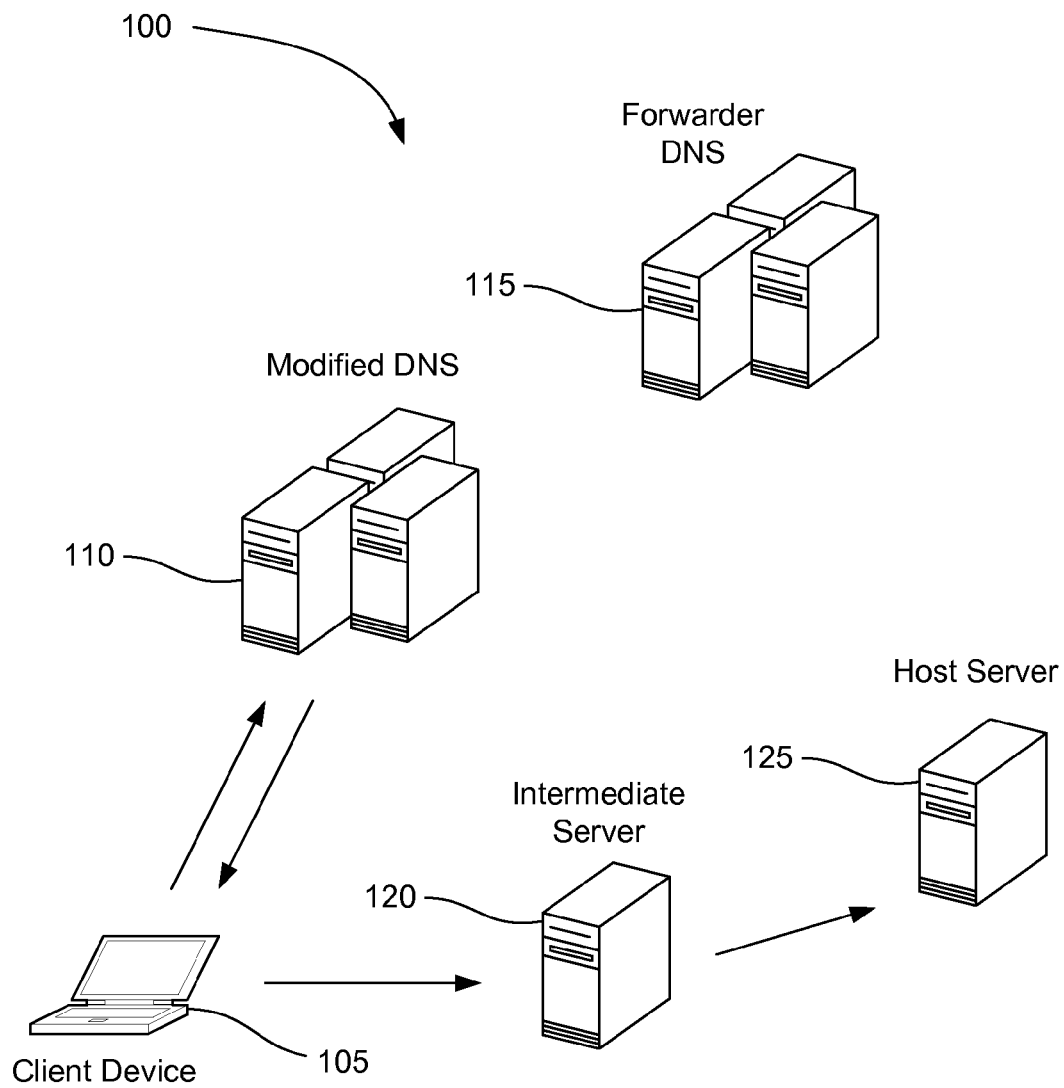 100
Forwarder
DNS
115
Modified DNS
110
Host Server
125
Intermediate
Server
120
105
Client Device